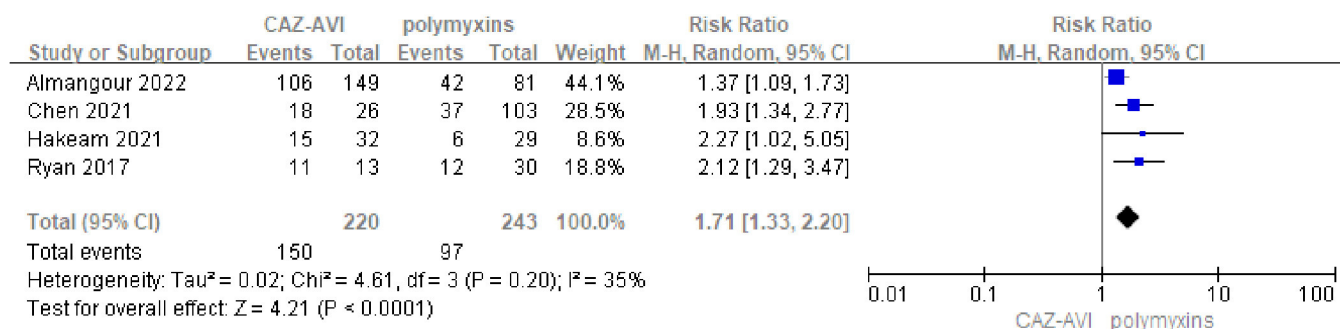 CAZ-AVI polymyxins Risk Ratio Risk Ratio
Study or Subgroup Events Total Events Total Weight M-H, Random, 95% CI M-H, Random, 95% CI
Almangour 2022 106 149 42 81 44.1% 1.37 [1.09, 1.73]
Chen 2021 18 26 37 103 28.5% 1.93 [1.34, 2.77]
Hakeam 2021 15 32 6 29 8.6% 2.27 [1.02, 5.05]
Ryan 2017 11 13 12 30 18.8% 2.12 [1.29, 3.47]
Total (95% CI) 220 243 100.0% 1.71 [1.33, 2.20]
Total events 150 97
Heterogeneity: Tau² = 0.02; Chi² = 4.61, df = 3 (P = 0.20); I² = 35%
Test for overall effect: Z = 4.21 (P < 0.0001)
0.01 0.1 1 10 100
CAZ-AVI polymyxins